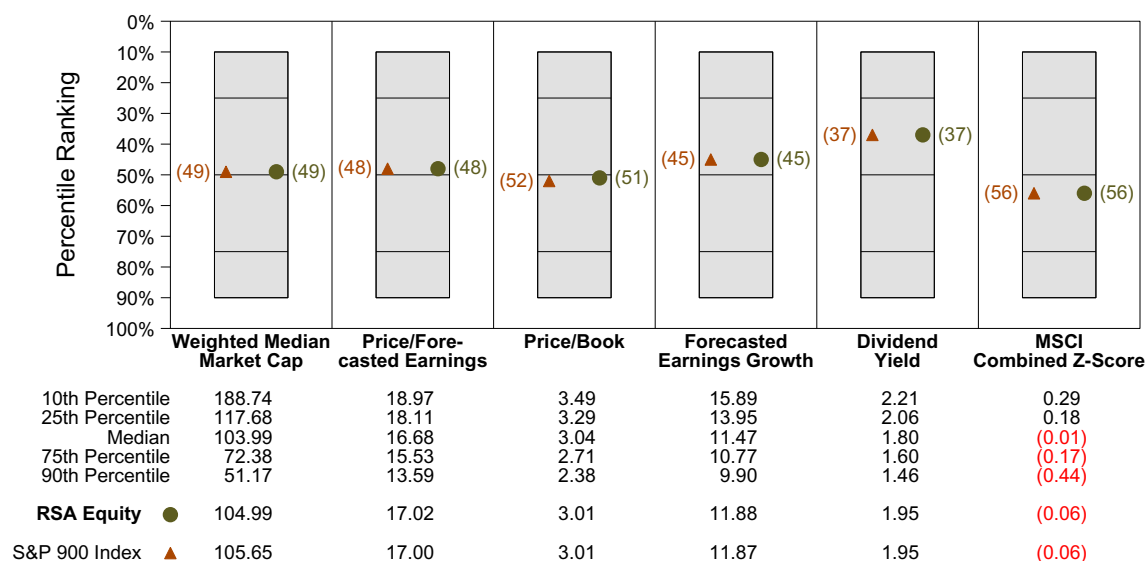 0%
10%
20%
30%
40%
50%
60%
70%
80%
90%
100%
Percentile Ranking
(49) (49)
(48) (48)
(52) (51)
(45) (45)
(37) (37)
(56) (56)
Weighted Median Market Cap
Price/Fore-casted Earnings
Price/Book
Forecasted Earnings Growth
Dividend Yield
MSCI Combined Z-Score
10th Percentile 188.74 18.97 3.49 15.89 2.21 0.29
25th Percentile 117.68 18.11 3.29 13.95 2.06 0.18
Median 103.99 16.68 3.04 11.47 1.80 (0.01)
75th Percentile 72.38 15.53 2.71 10.77 1.60 (0.17)
90th Percentile 51.17 13.59 2.38 9.90 1.46 (0.44)
RSA Equity 104.99 17.02 3.01 11.88 1.95 (0.06)
S&P 900 Index 105.65 17.00 3.01 11.87 1.95 (0.06)